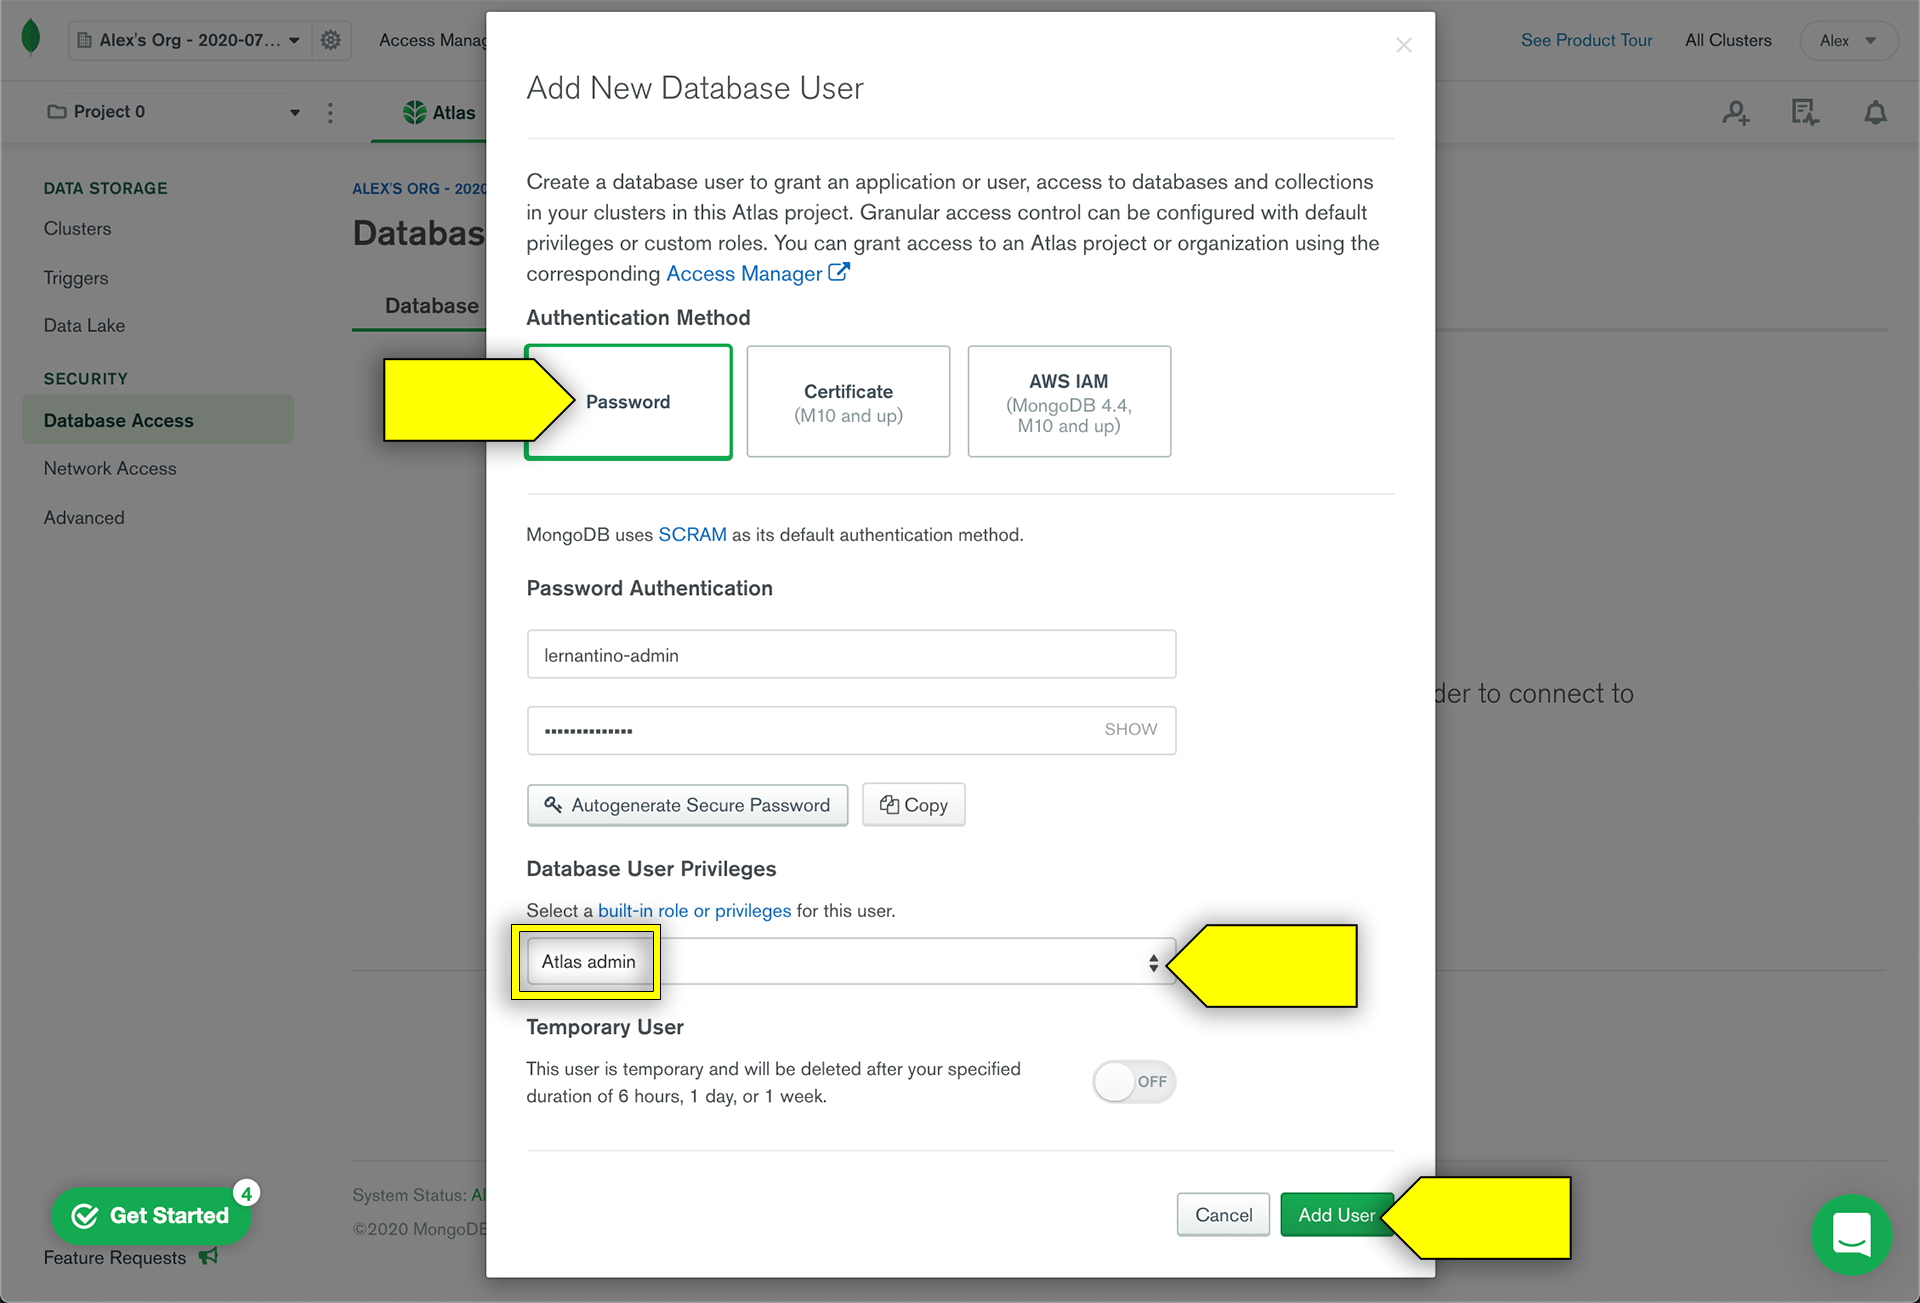 Alex's Org - 2020-07...
Access Manag
See Product Tour
All Clusters
Alex
Project 0
Atlas
DATA STORAGE
Clusters
Triggers
Data Lake
SECURITY
Database Access
Network Access
Advanced
ALEX'S ORG - 2020
Databas
Database
Add New Database User
Create a database user to grant an application or user, access to databases and collections
in your clusters in this Atlas project. Granular access control can be configured with default
privileges or custom roles. You can grant access to an Atlas project or organization using the
corresponding Access Manager
Authentication Method
Password
Certificate
(M10 and up)
AWS IAM
(MongoDB 4.4,
M10 and up)
MongoDB uses SCRAM as its default authentication method.
Password Authentication
lernantino-admin
SHOW
Autogenerate Secure Password
Copy
Database User Privileges
Select a built-in role or privileges for this user.
Atlas admin
Temporary User
This user is temporary and will be deleted after your specified
duration of 6 hours, 1 day, or 1 week.
OFF
Cancel
Add User
der to connect to
System Status: Al
©2020 MongoDB
Get Started
4
Feature Requests